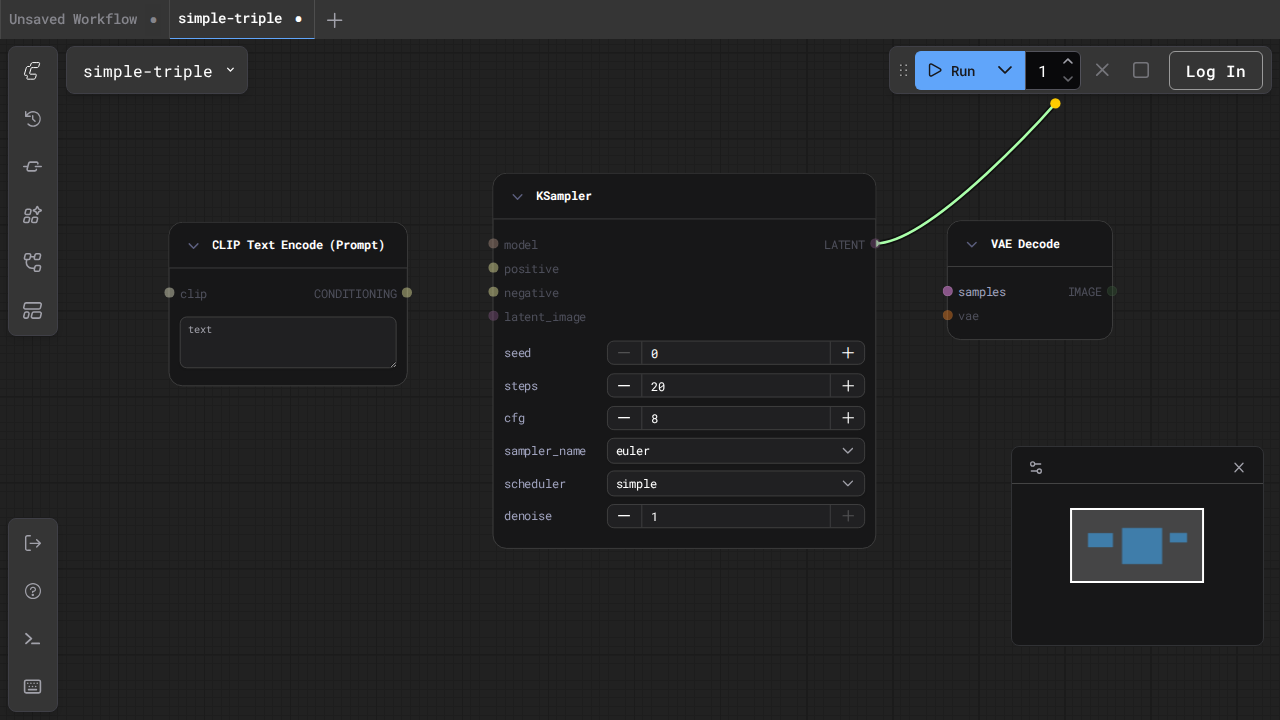 Unsaved Workflow
simple-triple
simple-triple
Run
1
Log In
CLIP Text Encode (Prompt)
clip
CONDITIONING
text
KSampler
model
LATENT
positive
negative
latent_image
seed
0
steps
20
cfg
8
sampler_name
euler
scheduler
simple
denoise
1
VAE Decode
samples
IMAGE
vae